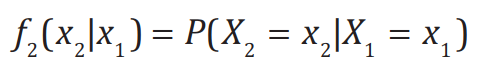 f₂(x₂|x₁) = P(X₂ = x₂|X₁ = x₁)